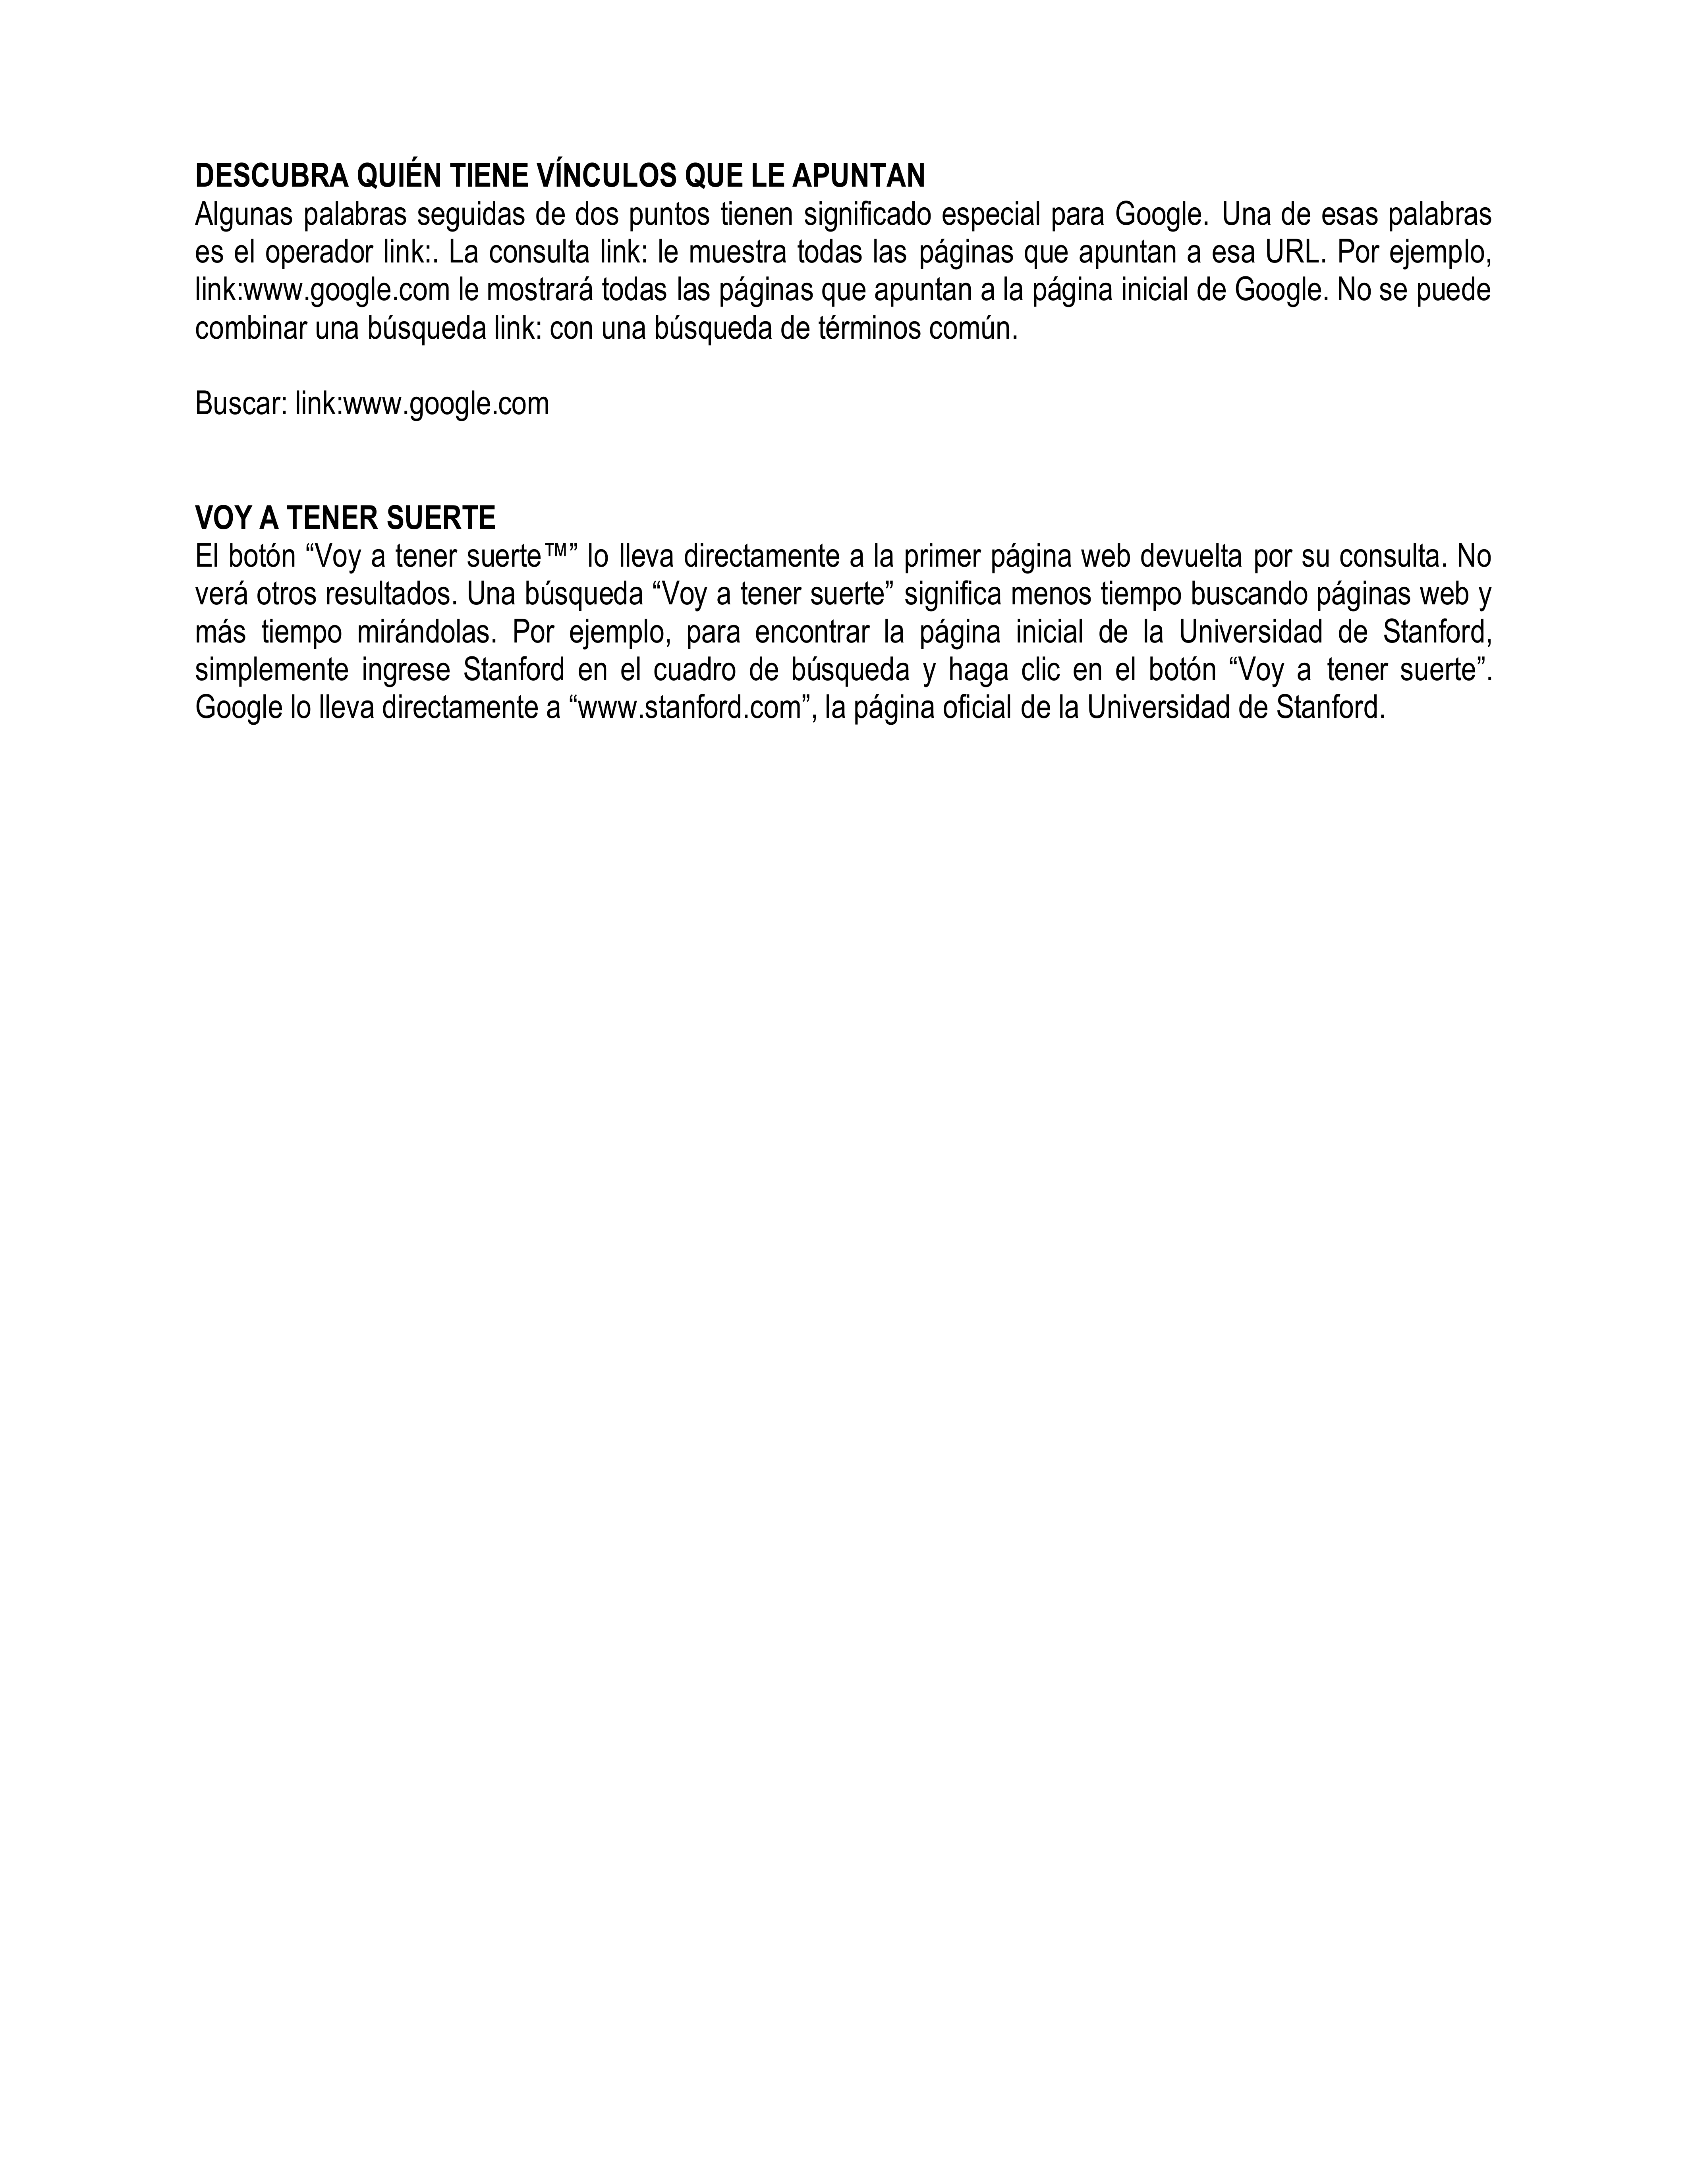 DESCUBRA QUIÉN TIENE VÍNCULOS QUE LE APUNTAN
Algunas palabras seguidas de dos puntos tienen significado especial para Google. Una de esas palabras
es el operador link:. La consulta link: le muestra todas las páginas que apuntan a esa URL. Por ejemplo,
link:www.google.com le mostrará todas las páginas que apuntan a la página inicial de Google. No se puede
combinar una búsqueda link: con una búsqueda de términos común.
Buscar: link:www.google.com
VOY A TENER SUERTE
El botón “Voy a tener suerte™” lo lleva directamente a la primer página web devuelta por su consulta. No
verá otros resultados. Una búsqueda “Voy a tener suerte” significa menos tiempo buscando páginas web y
más tiempo mirándolas. Por ejemplo, para encontrar la página inicial de la Universidad de Stanford,
simplemente ingrese Stanford en el cuadro de búsqueda y haga clic en el botón “Voy a tener suerte”.
Google lo lleva directamente a “www.stanford.com”, la página oficial de la Universidad de Stanford.